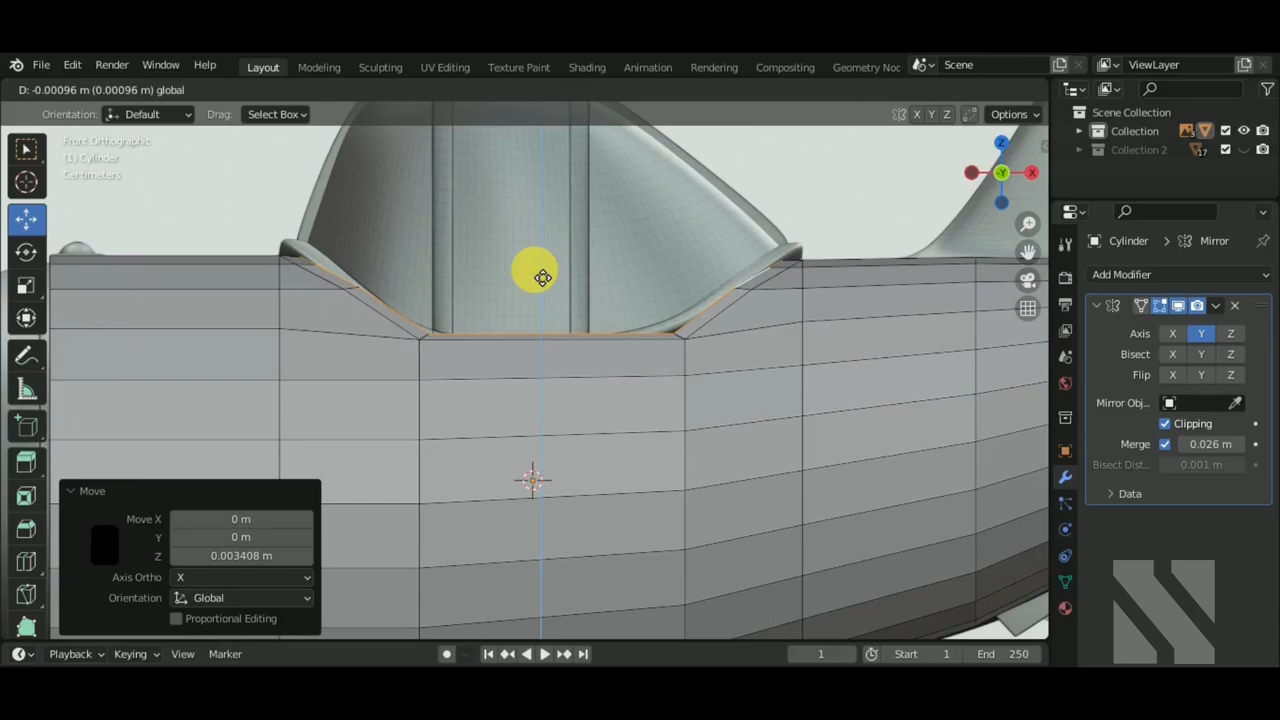 File Edit Render Window Help Layout Modeling Sculpting UV Editing Texture Paint Shading Animation Rendering Compositing Geometry Noc Scene ViewLayer
D: -0.00096 m (0.00096 m) global
Orientation: Default Drag: Select Box X Y Z Options
Scene Collection
Collection 3
Collection 2 17
Front Orthographic
(1) Cylinder
Centimeters
Z
X
-Y
Cylinder > Mirror
Add Modifier
Axis X Y Z
Bisect X Y Z
Flip X Y Z
Mirror Obj...
Clipping
Merge 0.026 m
Bisect Dist... 0.001 m
Data
Move
Move X 0 m
Y 0 m
Z 0.003408 m
Axis Ortho X
Orientation Global
Proportional Editing
Playback Keying View Marker 1 Start 1 End 250